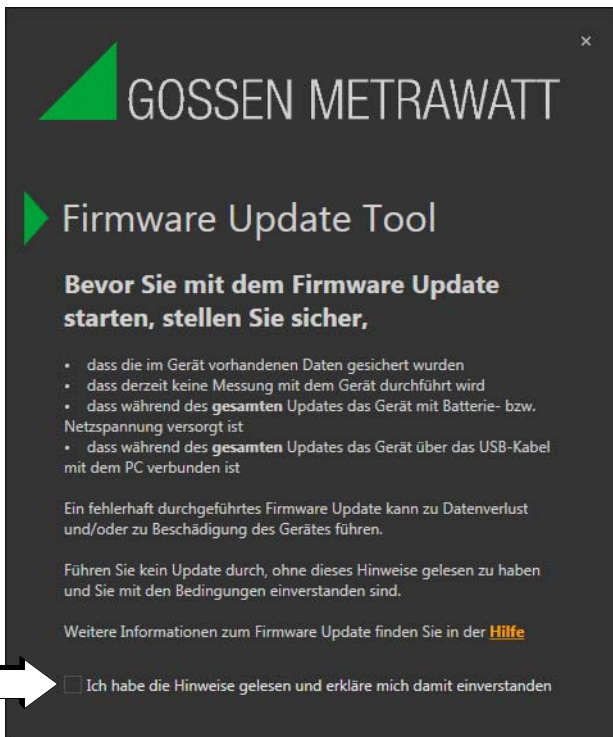 GOSSEN METRAWATT
Firmware Update Tool
Bevor Sie mit dem Firmware Update
starten, stellen Sie sicher,
• dass die im Gerät vorhandenen Daten gesichert wurden
• dass derzeit keine Messung mit dem Gerät durchführt wird
• dass während des gesamten Updates das Gerät mit Batterie- bzw.
Netzspannung versorgt ist
• dass während des gesamten Updates das Gerät über das USB-Kabel
mit dem PC verbunden ist
Ein fehlerhaft durchgeführtes Firmware Update kann zu Datenverlust
und/oder zu Beschädigung des Gerätes führen.
Führen Sie kein Update durch, ohne dieses Hinweise gelesen zu haben
und Sie mit den Bedingungen einverstanden sind.
Weitere Informationen zum Firmware Update finden Sie in der Hilfe
Ich habe die Hinweise gelesen und erkläre mich damit einverstanden